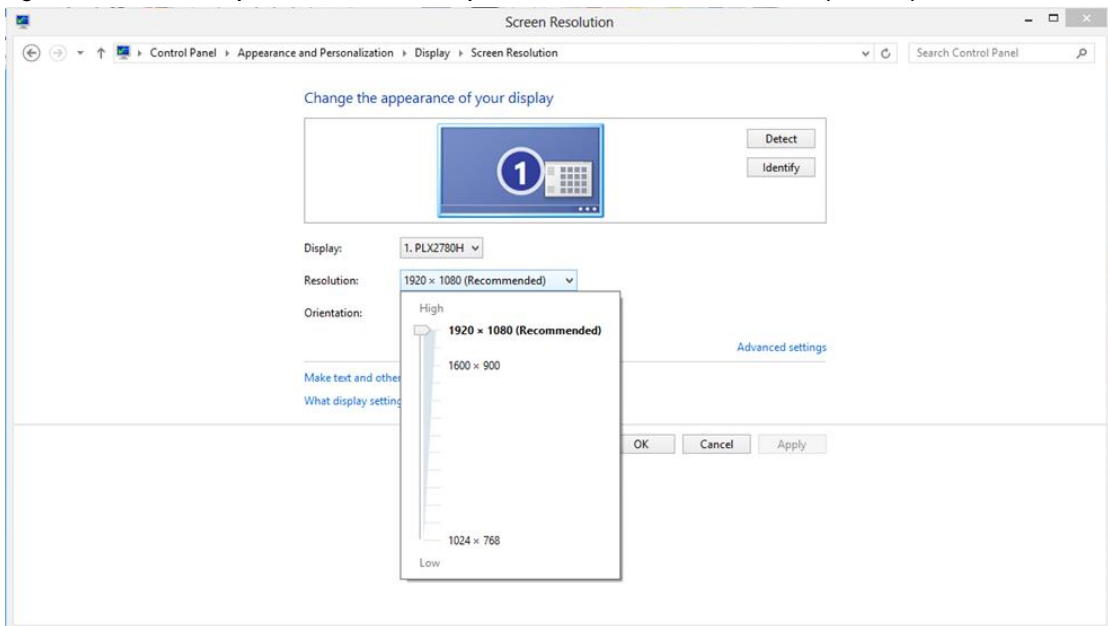 Screen Resolution
Control Panel Appearance and Personalization Display Screen Resolution
Search Control Panel
Change the appearance of your display
1
Detect
Identify
Display: 1. PLX2780H
Resolution: 1920 × 1080 (Recommended)
Orientation:
High
1920 × 1080 (Recommended)
1600 × 900
1024 × 768
Low
Advanced settings
Make text and other
What display setting
OK Cancel Apply